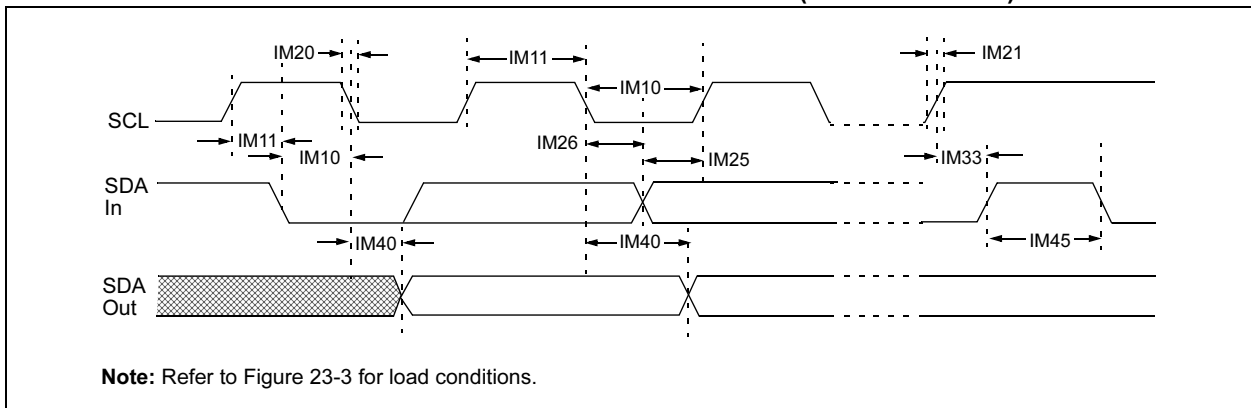 IM20
IM11
IM21
IM10
SCL
IM11
IM26
IM10
IM25
IM33
SDA
In
IM40
IM40
IM45
SDA
Out
Note: Refer to Figure 23-3 for load conditions.